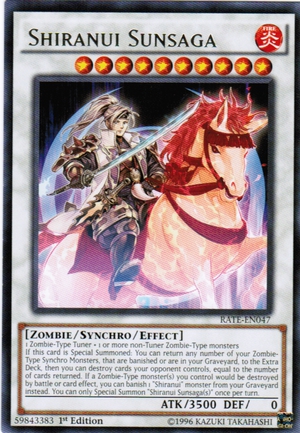 SHIRANUI SUNSAGA
FIRE
炎
RATE-EN047
[ZOMBIE/SYNCHRO/EFFECT]
1 Zombie-Type Tuner + 1 or more non-Tuner Zombie-Type monsters
If this card is Special Summoned: You can return any number of your Zombie-
Type Synchro Monsters, that are banished or are in your Graveyard, to the Extra
Deck, then you can destroy cards your opponent controls, equal to the
number of cards returned. If a Zombie-Type monster(s) you control would be destroyed
by battle or card effect, you can banish 1 "Shiranui" monster from your Graveyard
instead. You can only Special Summon "Shiranui Sunsaga(s)" once per turn.
ATK/3500 DEF/ 0
59843383 1st Edition ©1996 KAZUKI TAKAHASHI